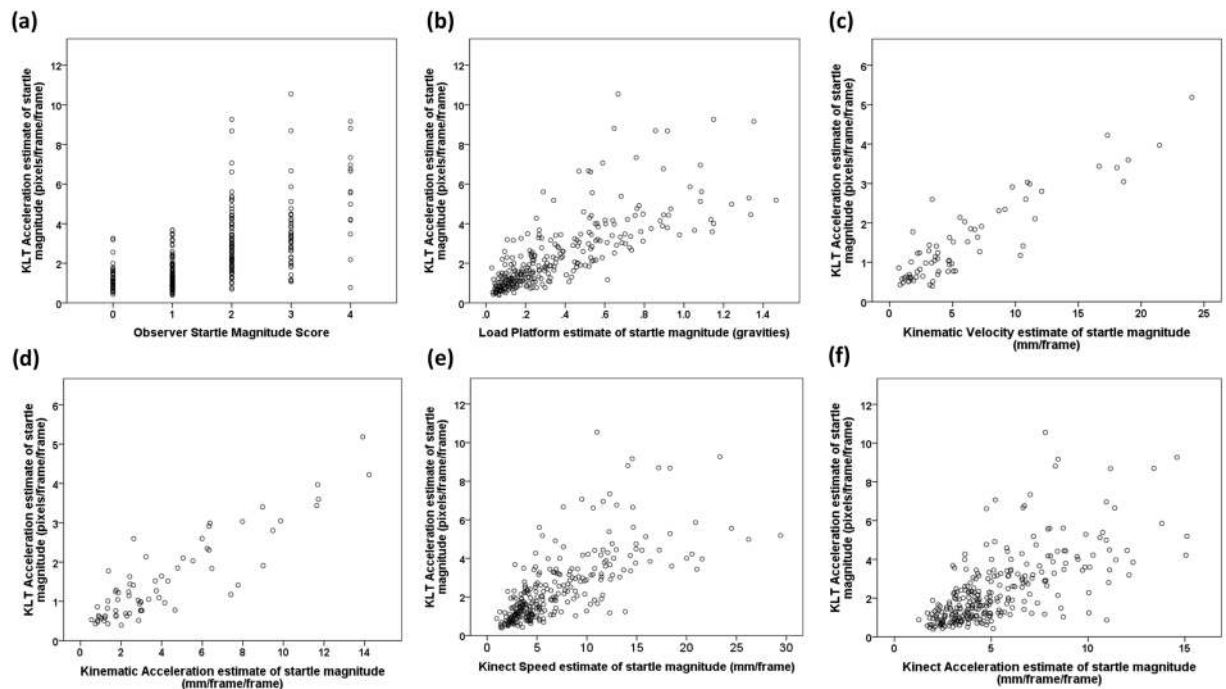 (a)
KLT Acceleration estimate of startle
magnitude (pixels/frame/frame)
12
10
8
6
4
2
0
0 1 2 3 4
Observer Startle Magnitude Score
(b)
KLT Acceleration estimate of startle
magnitude (pixels/frame/frame)
12
10
8
6
4
2
0
.0 .2 .4 .6 .8 1.0 1.2 1.4
Load Platform estimate of startle magnitude (gravities)
(c)
KLT Acceleration estimate of startle
magnitude (pixels/frame/frame)
6
5
4
3
2
1
0
0 5 10 15 20 25
Kinematic Velocity estimate of startle magnitude
(mm/frame)
(d)
KLT Acceleration estimate of startle
magnitude (pixels/frame/frame)
6
5
4
3
2
1
0
0 2 4 6 8 10 12 14
Kinematic Acceleration estimate of startle magnitude
(mm/frame/frame)
(e)
KLT Acceleration estimate of startle
magnitude (pixels/frame/frame)
12
10
8
6
4
2
0
0 5 10 15 20 25 30
Kinect Speed estimate of startle magnitude (mm/frame)
(f)
KLT Acceleration estimate of startle
magnitude (pixels/frame/frame)
12
10
8
6
4
2
0
0 5 10 15
Kinect Acceleration estimate of startle magnitude
(mm/frame/frame)